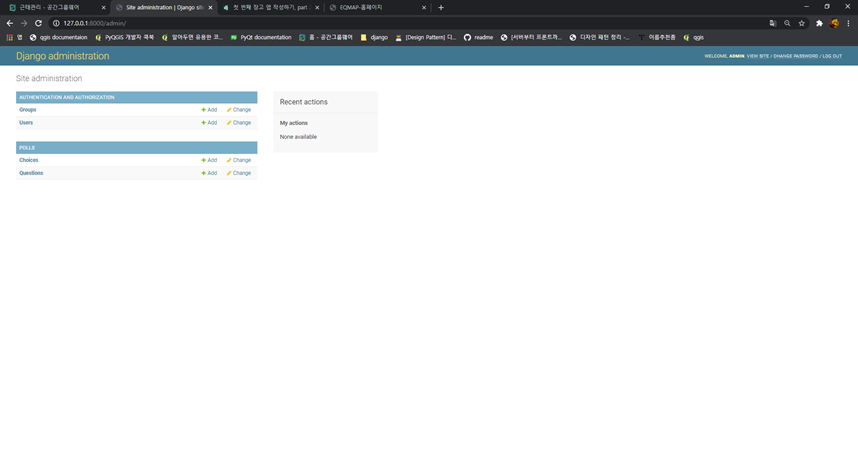 근태관리 - 공간그룹웨어
Site administration | Django sit
첫 번째 장고 앱 작성하기, part
EQMAP-홈페이지
127.0.0.1:8000/admin/
앱
qgis documentaion
PyQGIS 개발자 쿡북
알아두면 유용한 코...
PyQt documentation
홈 - 공간그룹웨어
django
[Design Pattern] 디...
readme
[서버부터 프론트까...
디자인 패턴 정리 -...
이름추천좀
qgis
Django administration
WELCOME, ADMIN. VIEW SITE / CHANGE PASSWORD / LOG OUT
Site administration
AUTHENTICATION AND AUTHORIZATION
Groups Add Change
Users Add Change
POLLS
Choices Add Change
Questions Add Change
Recent actions
My actions
None available